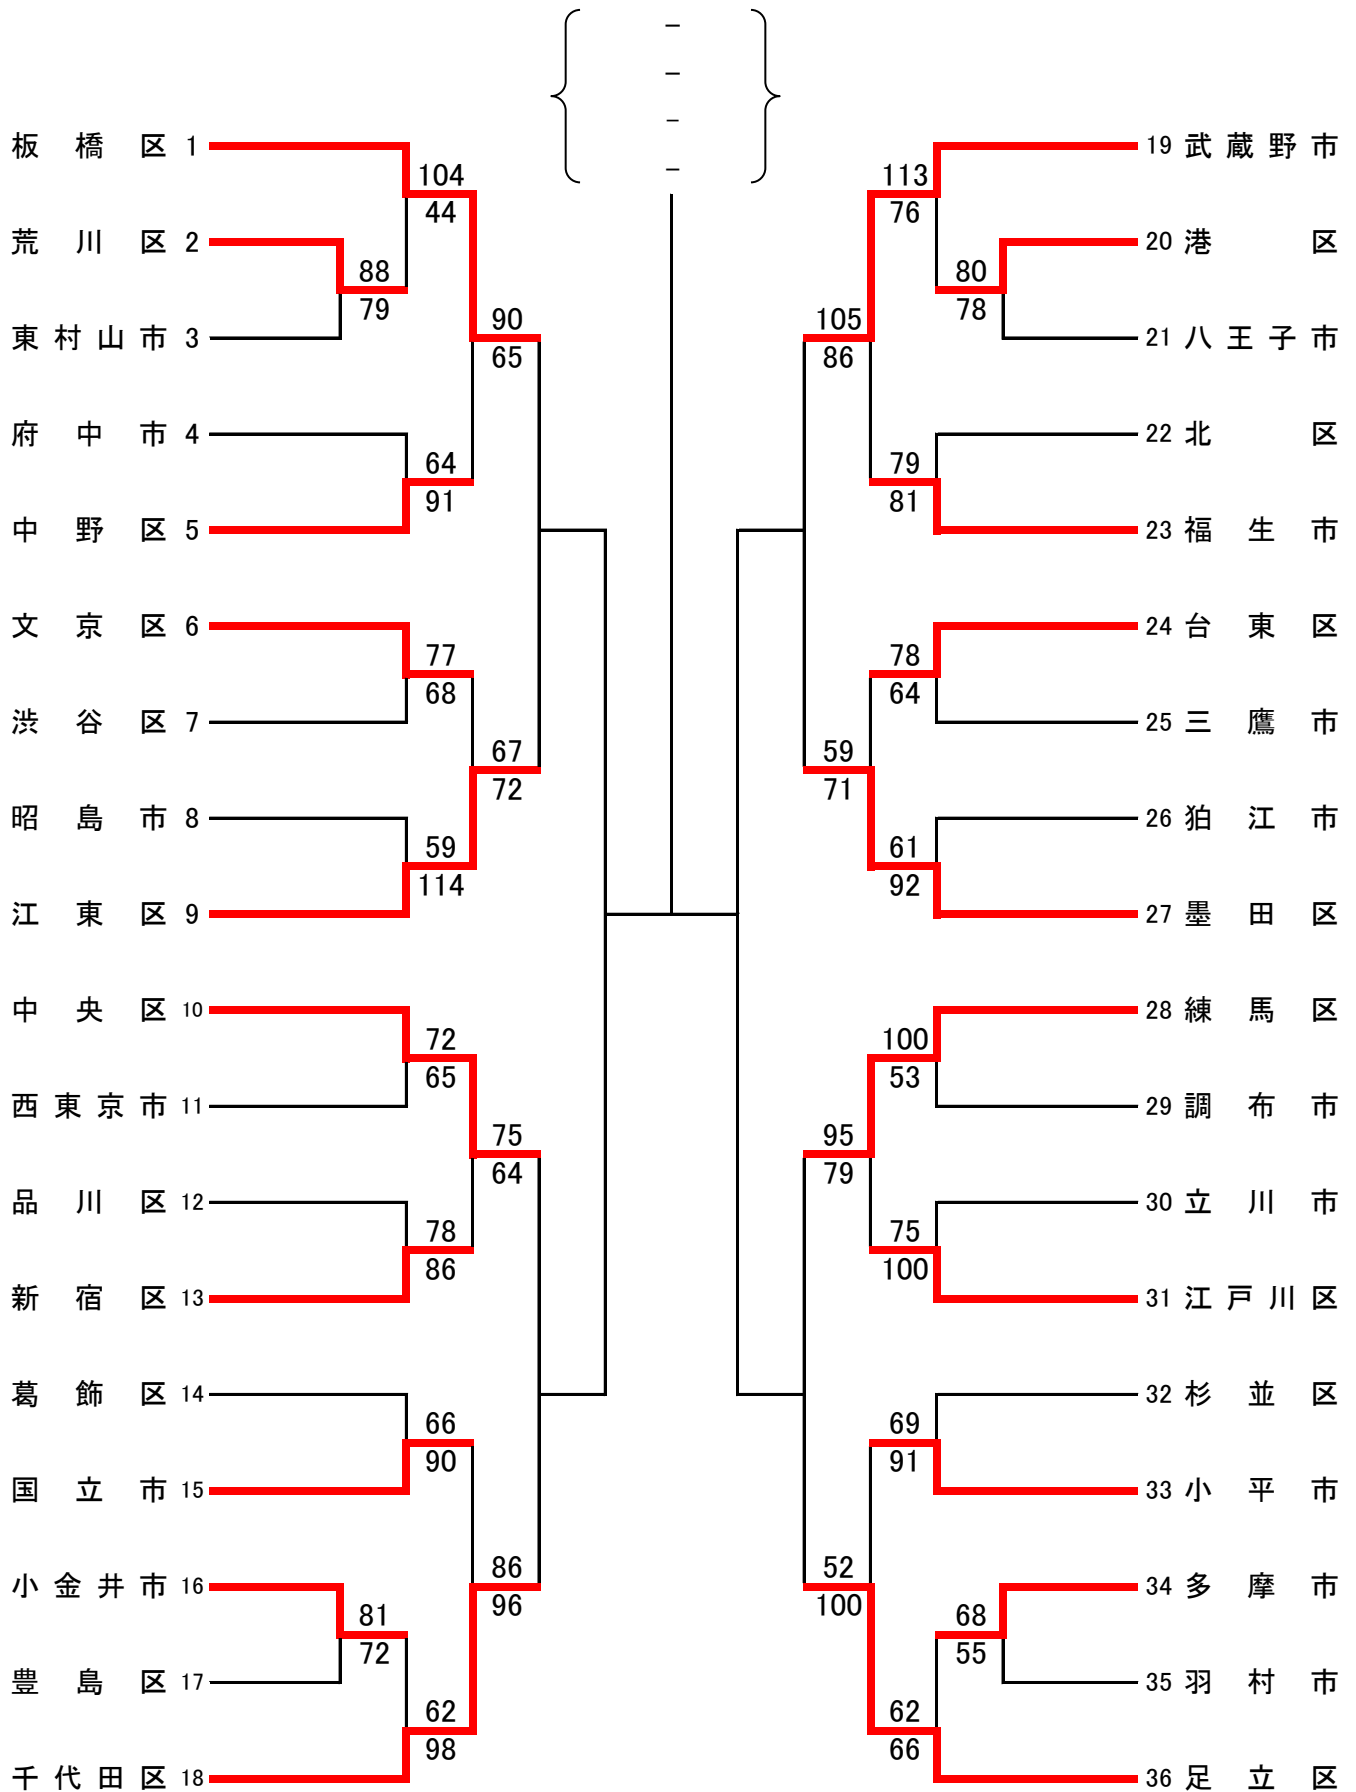 –
–
–
–
板橋区 1
104
44
荒川区 2
88
79
東村山市 3
90
65
府中市 4
64
91
中野区 5
文京区 6
77
68
渋谷区 7
67
72
昭島市 8
59
114
江東区 9
中央区 10
72
65
西東京市 11
75
64
品川区 12
78
86
新宿区 13
葛飾区 14
66
90
国立市 15
86
96
小金井市 16
81
72
豊島区 17
62
98
千代田区 18
19 武蔵野市
113
76
20 港区
80
78
21 八王子市
105
86
22 北区
79
81
23 福生市
24 台東区
78
64
25 三鷹市
59
71
26 狛江市
61
92
27 墨田区
28 練馬区
100
53
29 調布市
95
79
30 立川市
75
100
31 江戸川区
32 杉並区
69
91
33 小平市
52
100
34 多摩市
68
55
35 羽村市
62
66
36 足立区